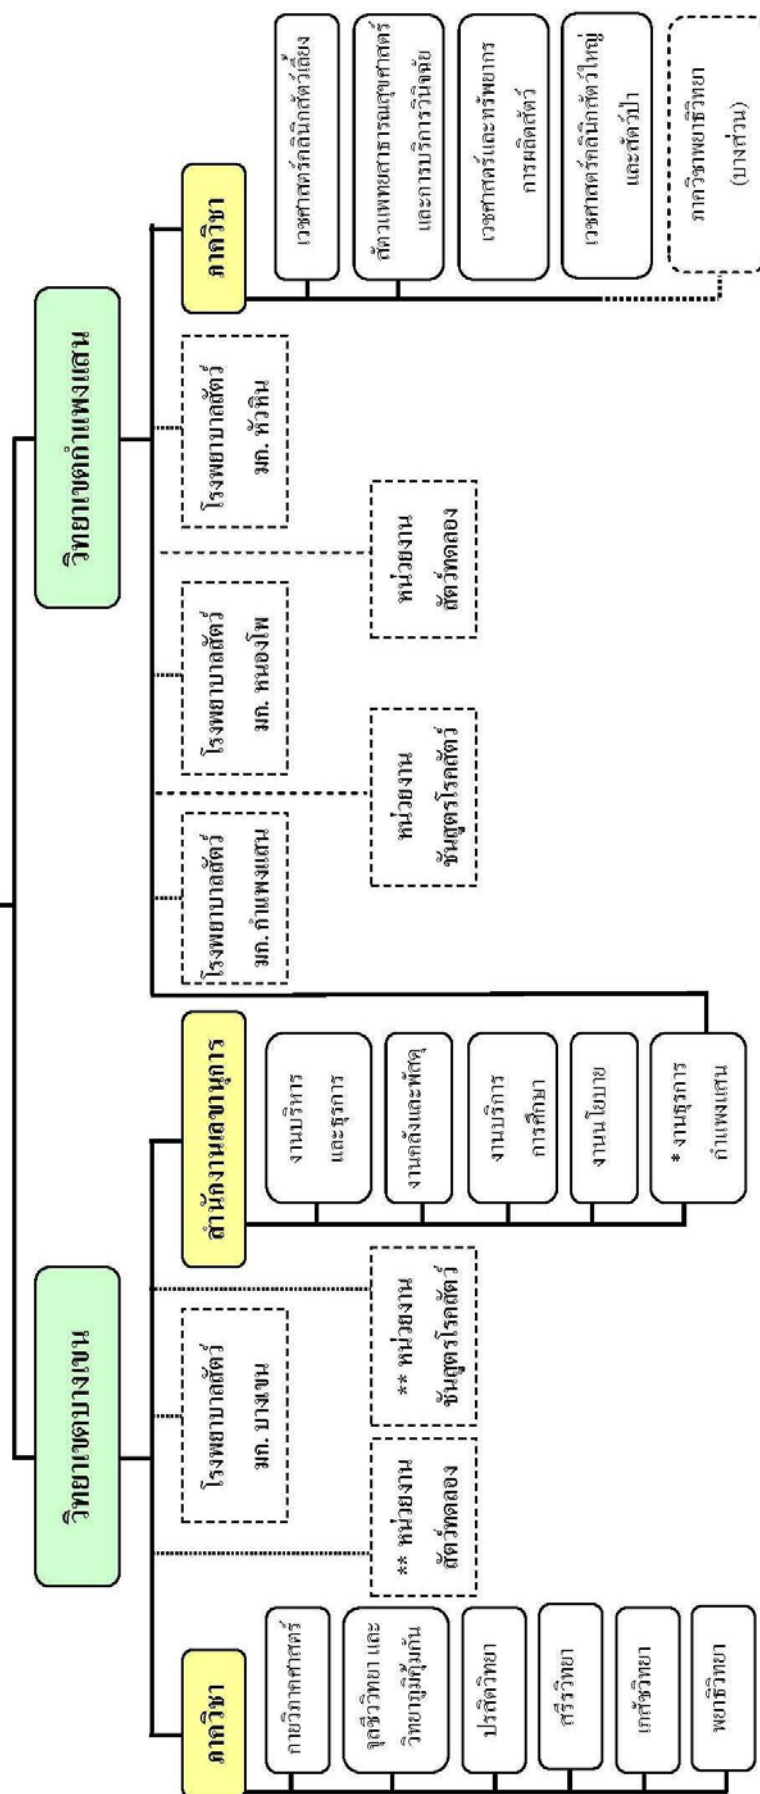 วิทยาเขตบางเขน
ภาควิชา
กายวิภาคศาสตร์
จุลชีววิทยา และ
วิทยาภูมิคุ้มกัน
ปรสิตวิทยา
สรีรวิทยา
เภสัชวิทยา
พยาธิวิทยา
โรงพยาบาลสัตว์
มก. บางเขน
** หน่วยงาน
สัตว์ทดลอง
** หน่วยงาน
ชันสูตรโรคสัตว์
สำนักงานเลขานุการ
งานบริหาร
และธุรการ
งานคลังและพัสดุ
งานบริการ
การศึกษา
งานนโยบาย
* งานธุรการ
กำแพงแสน
วิทยาเขตกำแพงแสน
โรงพยาบาลสัตว์
มก. กำแพงแสน
โรงพยาบาลสัตว์
มก. หนองโพ
โรงพยาบาลสัตว์
มก. หัวหิน
หน่วยงาน
ชันสูตรโรคสัตว์
หน่วยงาน
สัตว์ทดลอง
ภาควิชา
เวชศาสตร์คลินิกสัตว์เลี้ยง
สัตวแพทยสาธารณสุขศาสตร์
และการบริการวินิจฉัย
เวชศาสตร์และทรัพยากร
การผลิตสัตว์
เวชศาสตร์คลินิกสัตว์ใหญ่
และสัตว์ป่า
ภาควิชาพยาธิวิทยา
(บางส่วน)